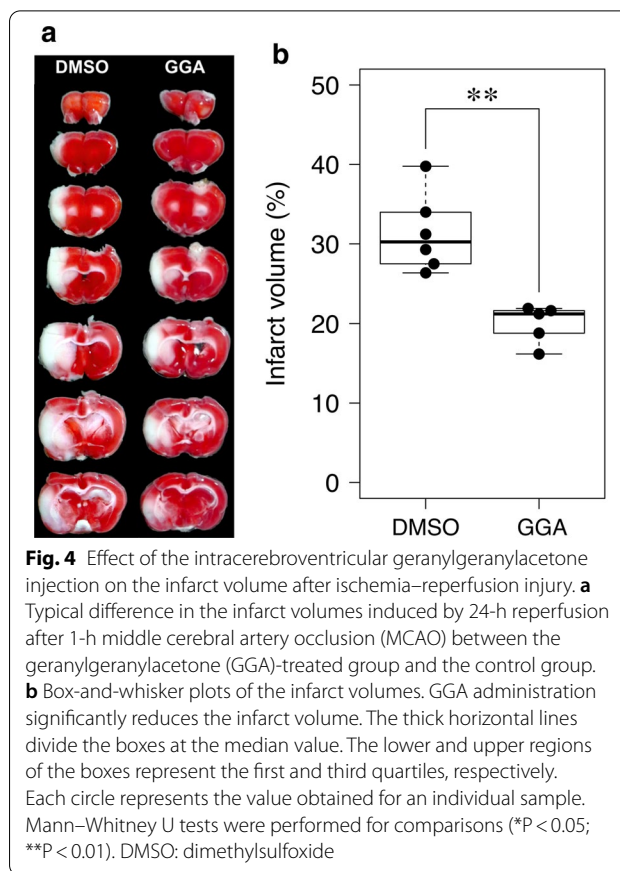 a
DMSO GGA
b
Infarct volume (%)
50
40
30
20
10
0
**
DMSO GGA
Fig. 4 Effect of the intracerebroventricular geranylgeranylacetone
injection on the infarct volume after ischemia–reperfusion injury. a
Typical difference in the infarct volumes induced by 24-h reperfusion
after 1-h middle cerebral artery occlusion (MCAO) between the
geranylgeranylacetone (GGA)-treated group and the control group.
b Box-and-whisker plots of the infarct volumes. GGA administration
significantly reduces the infarct volume. The thick horizontal lines
divide the boxes at the median value. The lower and upper regions
of the boxes represent the first and third quartiles, respectively.
Each circle represents the value obtained for an individual sample.
Mann–Whitney U tests were performed for comparisons (*P < 0.05;
**P < 0.01). DMSO: dimethylsulfoxide